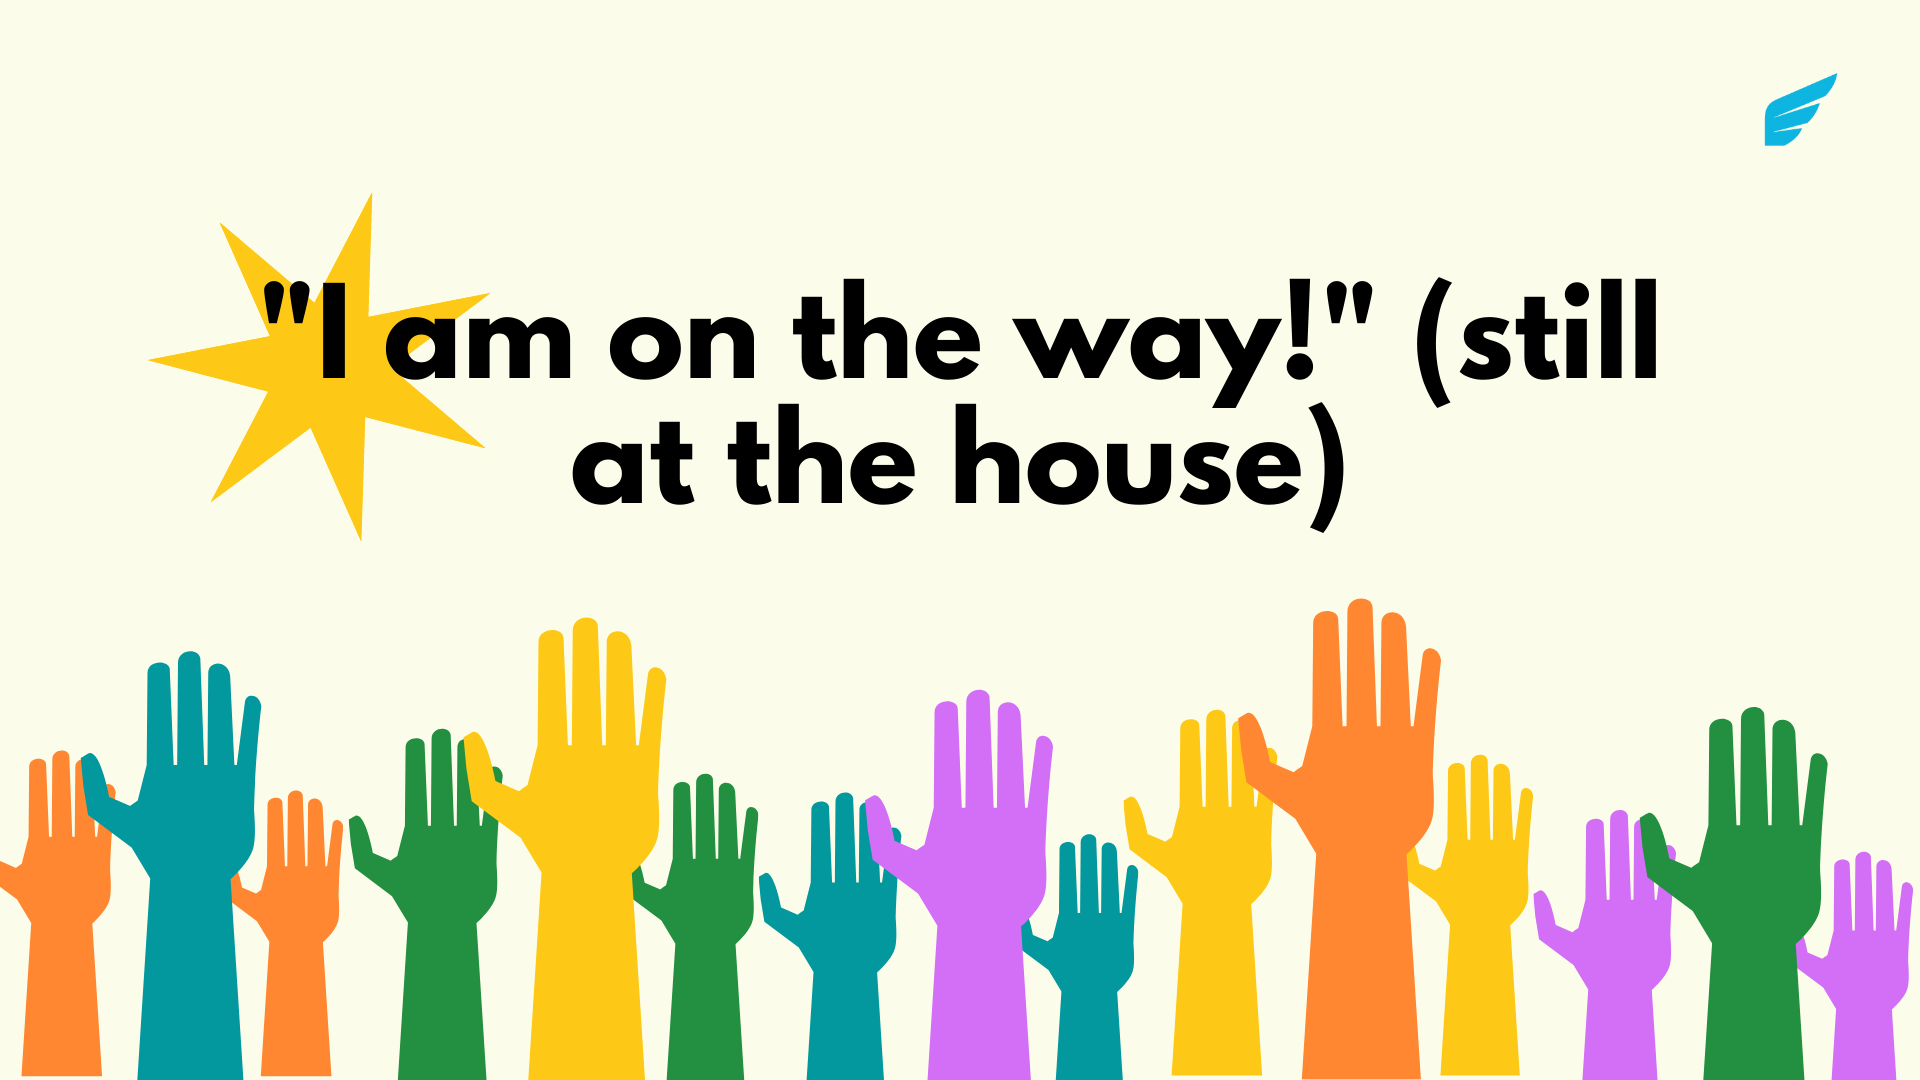 "I am on the way!" (still
at the house)